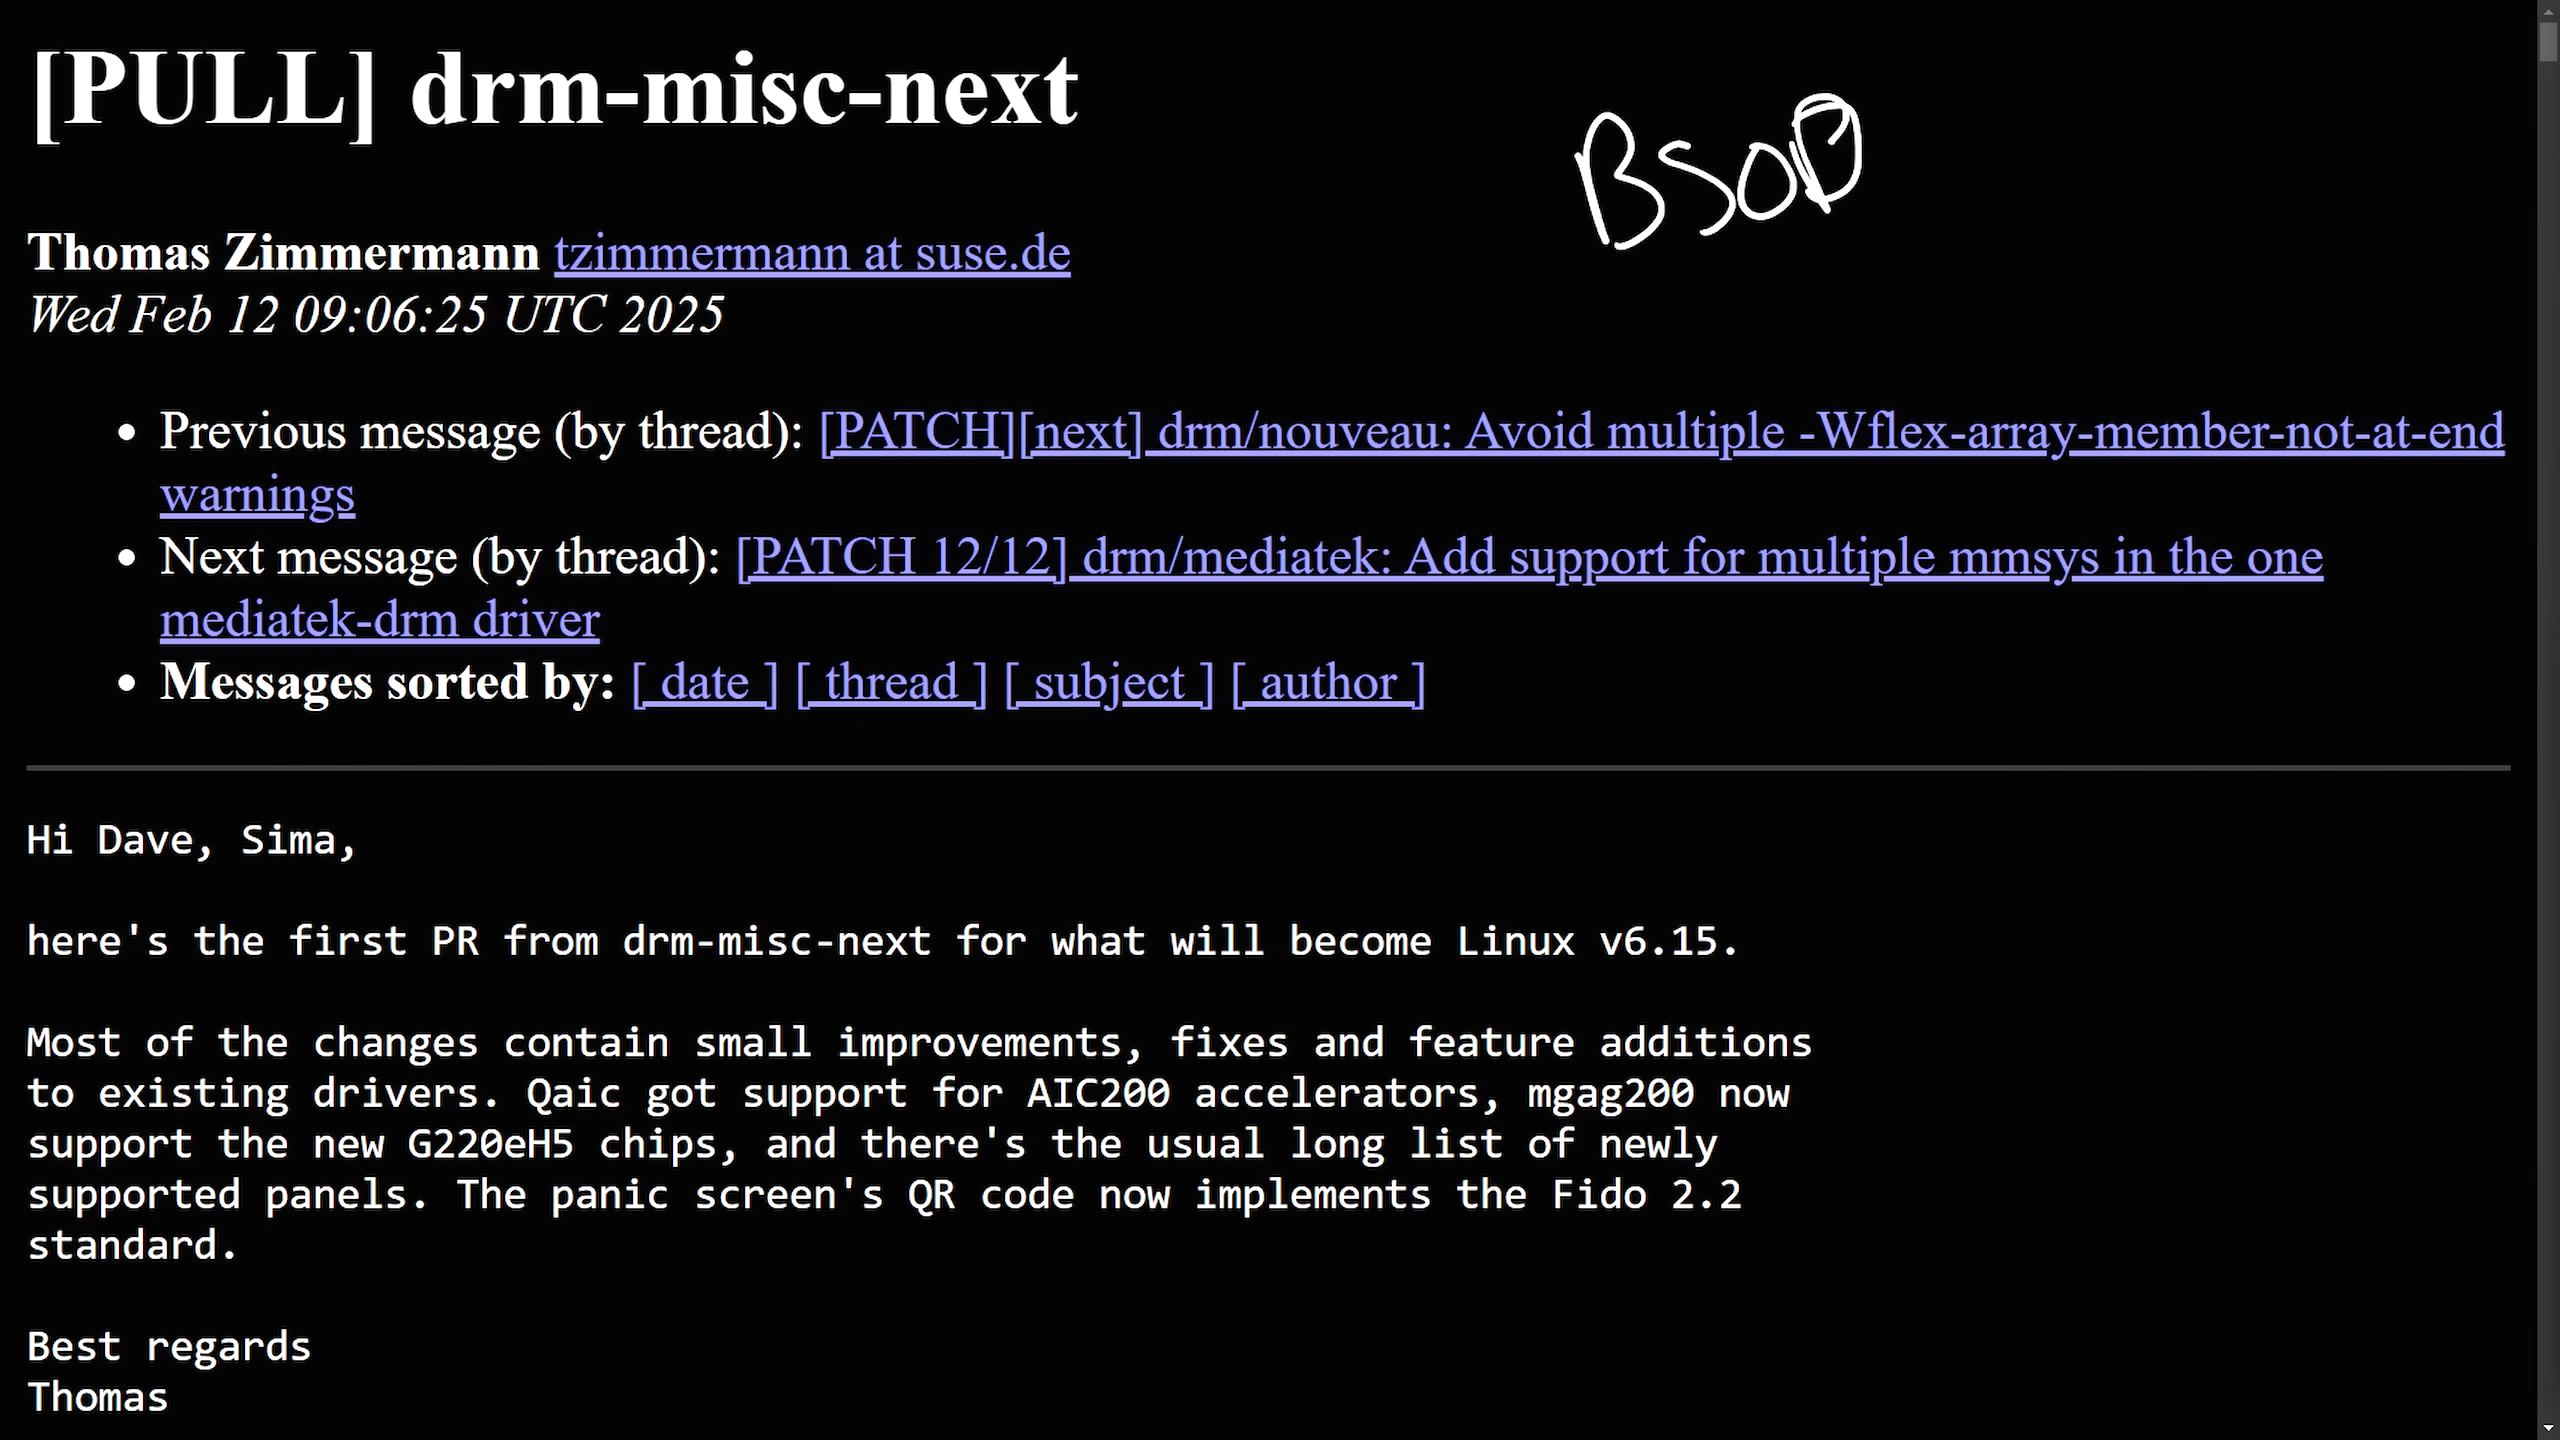 [PULL] drm-misc-next
BSOD
Thomas Zimmermann tzimmermann at suse.de
Wed Feb 12 09:06:25 UTC 2025
• Previous message (by thread): [PATCH][next] drm/nouveau: Avoid multiple -Wflex-array-member-not-at-end
warnings
• Next message (by thread): [PATCH 12/12] drm/mediatek: Add support for multiple mmsys in the one
mediatek-drm driver
• Messages sorted by: [ date ] [ thread ] [ subject ] [ author ]
Hi Dave, Sima,
here's the first PR from drm-misc-next for what will become Linux v6.15.
Most of the changes contain small improvements, fixes and feature additions
to existing drivers. Qaic got support for AIC200 accelerators, mgag200 now
support the new G220eH5 chips, and there's the usual long list of newly
supported panels. The panic screen's QR code now implements the Fido 2.2
standard.
Best regards
Thomas